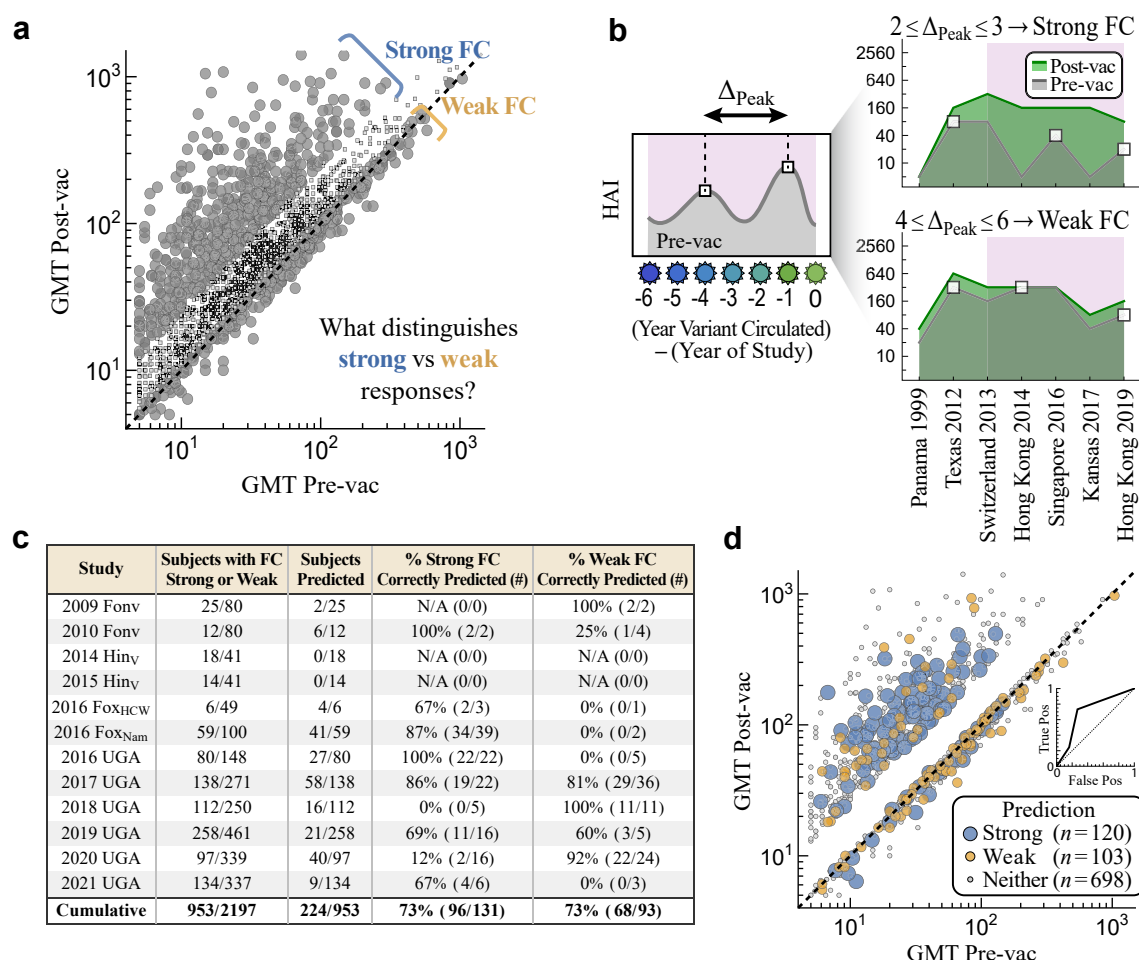 a
Strong FC
Weak FC
10³
10²
10¹
GMT Post-vac
What distinguishes
strong vs weak
responses?
10¹ 10² 10³
GMT Pre-vac
b
Δ_Peak
HAI
Pre-vac
-6 -5 -4 -3 -2 -1 0
(Year Variant Circulated)
− (Year of Study)
2 ≤ Δ_Peak ≤ 3 → Strong FC
2560
640
160
40
10
Post-vac
Pre-vac
4 ≤ Δ_Peak ≤ 6 → Weak FC
2560
640
160
40
10
Panama 1999
Texas 2012
Switzerland 2013
Hong Kong 2014
Singapore 2016
Kansas 2017
Hong Kong 2019
c
Study | Subjects with FC Strong or Weak | Subjects Predicted | % Strong FC Correctly Predicted (#) | % Weak FC Correctly Predicted (#)
2009 Fonv 25/80 2/25 N/A (0/0) 100% (2/2)
2010 Fonv 12/80 6/12 100% (2/2) 25% (1/4)
2014 Hin_V 18/41 0/18 N/A (0/0) N/A (0/0)
2015 Hin_V 14/41 0/14 N/A (0/0) N/A (0/0)
2016 Fox_HCW 6/49 4/6 67% (2/3) 0% (0/1)
2016 Fox_Nam 59/100 41/59 87% (34/39) 0% (0/2)
2016 UGA 80/148 27/80 100% (22/22) 0% (0/5)
2017 UGA 138/271 58/138 86% (19/22) 81% (29/36)
2018 UGA 112/250 16/112 0% (0/5) 100% (11/11)
2019 UGA 258/461 21/258 69% (11/16) 60% (3/5)
2020 UGA 97/339 40/97 12% (2/16) 92% (22/24)
2021 UGA 134/337 9/134 67% (4/6) 0% (0/3)
Cumulative 953/2197 224/953 73% (96/131) 73% (68/93)
d
10³
10²
10¹
GMT Post-vac
1
True Pos
0
0 False Pos 1
Prediction
Strong (n=120)
Weak (n=103)
Neither (n=698)
10¹ 10² 10³
GMT Pre-vac